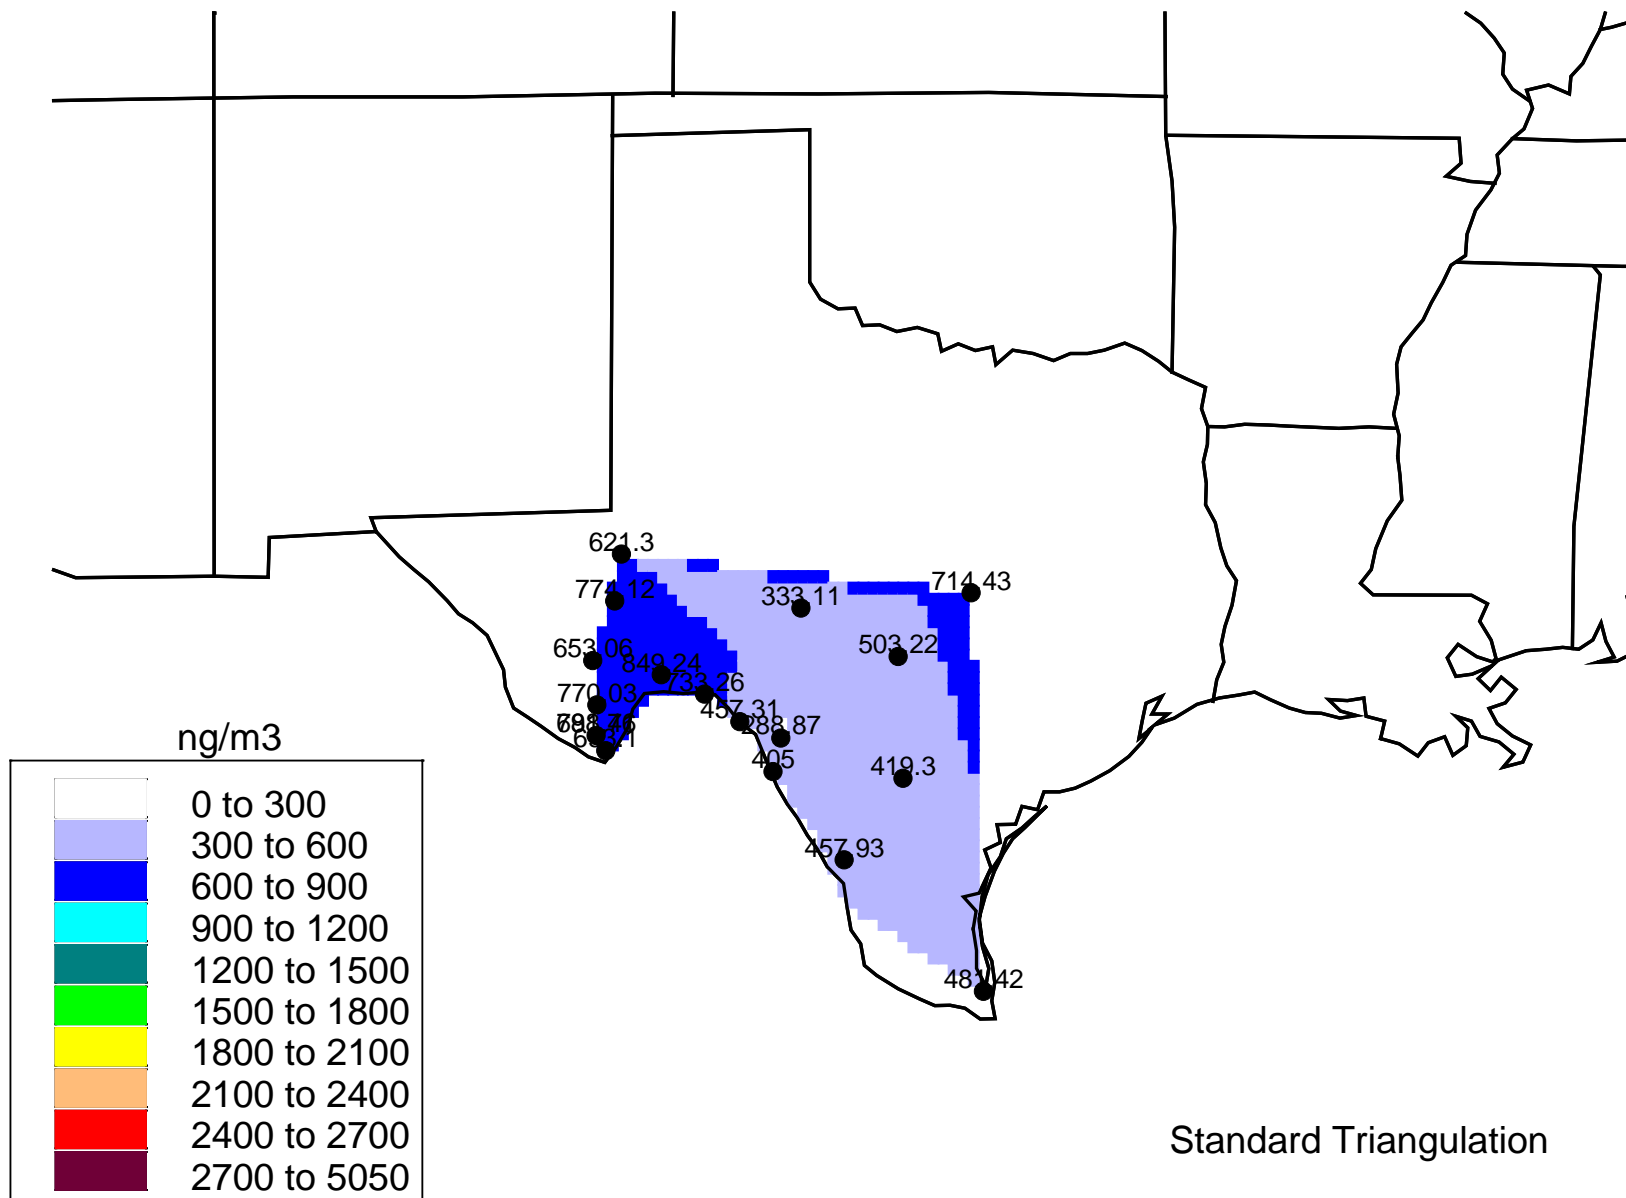 621.3
774.12
714.43
333.11
653.06
503.22
849.24
733.26
770.03
457.31
288.87
405
419.3
457.93
481.42
ng/m3
0 to 300
300 to 600
600 to 900
900 to 1200
1200 to 1500
1500 to 1800
1800 to 2100
2100 to 2400
2400 to 2700
2700 to 5050
Standard Triangulation